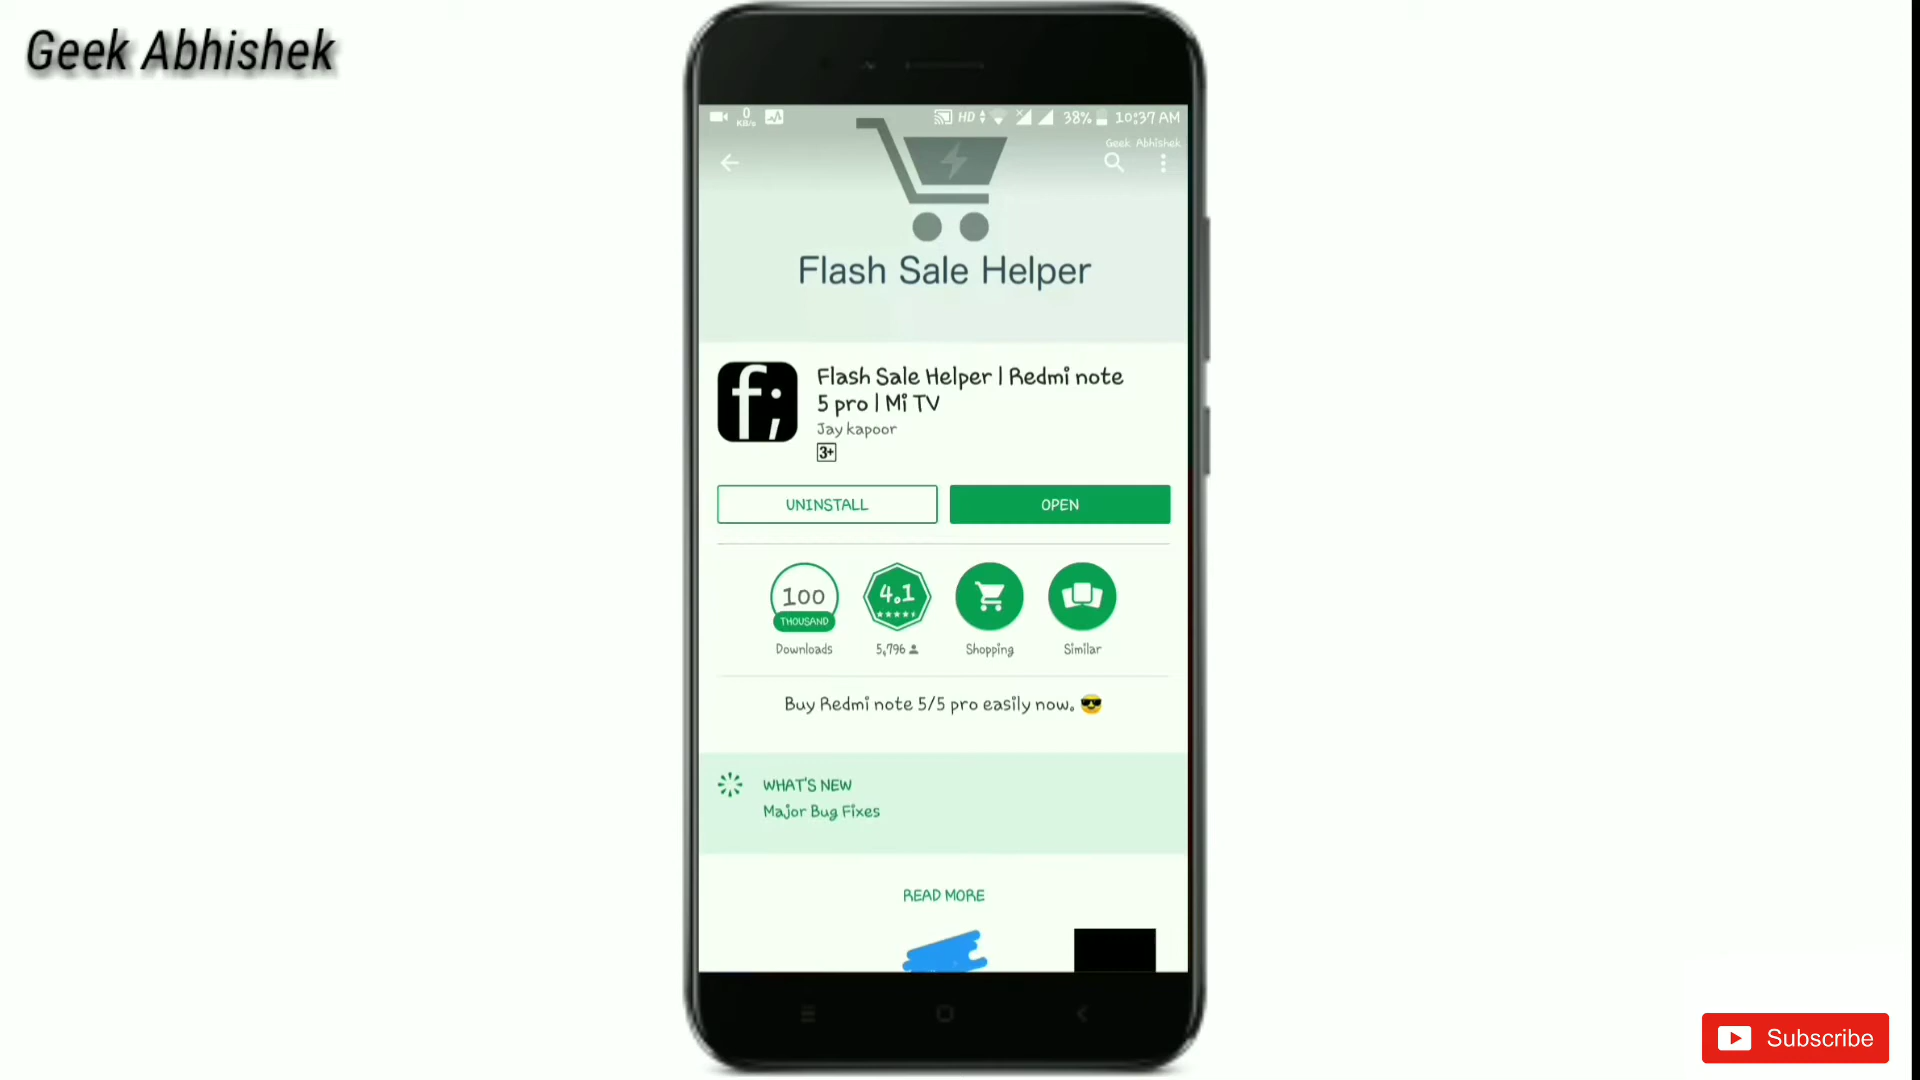 Geek Abhishek
0
KB/s
HD
38%
10:37 AM
Geek Abhishek
Flash Sale Helper
f;
Flash Sale Helper | Redmi note
5 pro | Mi TV
Jay kapoor
3+
UNINSTALL
OPEN
100
THOUSAND
Downloads
4.1
5,796
Shopping
Similar
Buy Redmi note 5/5 pro easily now. 😎
WHAT'S NEW
Major Bug Fixes
READ MORE
Subscribe